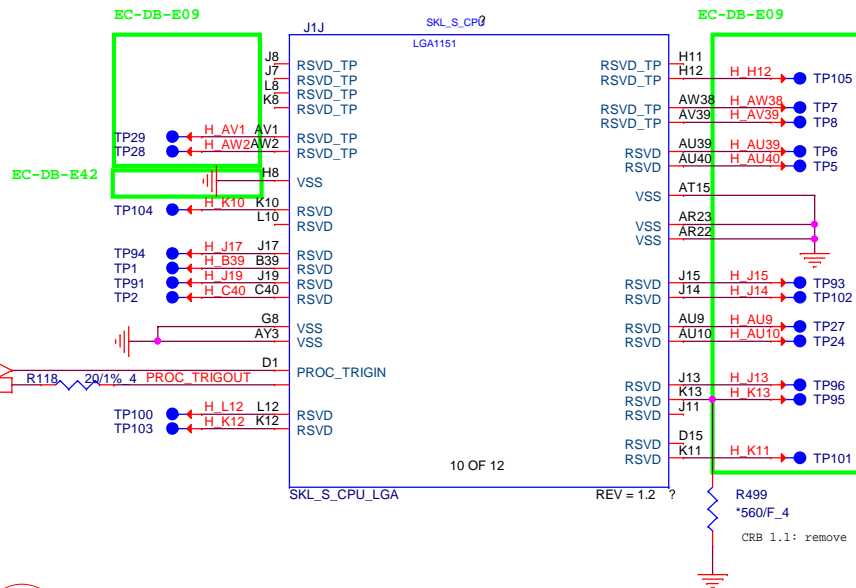 EC-DB-E09
SKL_S_CPU
?
EC-DB-E09
J1J
LGA1151
J8 RSVD_TP
J7 RSVD_TP
L8 RSVD_TP
K8 RSVD_TP
TP29 H_AV1 AV1 RSVD_TP
TP28 H_AW2 AW2 RSVD_TP
EC-DB-E42
H8 VSS
TP104 H_K10 K10 RSVD
L10 RSVD
TP94 H_J17 J17 RSVD
TP1 H_B39 B39 RSVD
TP91 H_J19 J19 RSVD
TP2 H_C40 C40 RSVD
G8 VSS
AY3 VSS
D1 PROC_TRIGIN
R118 20/1%_4 PROC_TRIGOUT
TP100 H_L12 L12 RSVD
TP103 H_K12 K12 RSVD
RSVD_TP H11
RSVD_TP H12 H_H12 TP105
RSVD_TP AW38 H_AW38 TP7
RSVD_TP AV39 H_AV39 TP8
RSVD AU39 H_AU39 TP6
RSVD AU40 H_AU40 TP5
VSS AT15
VSS AR23
VSS AR22
RSVD J15 H_J15 TP93
RSVD J14 H_J14 TP102
RSVD AU9 H_AU9 TP27
RSVD AU10 H_AU10 TP24
RSVD J13 H_J13 TP96
RSVD K13 H_K13 TP95
RSVD J11
RSVD D15
RSVD K11 H_K11 TP101
10 OF 12
SKL_S_CPU_LGA
REV = 1.2 ?
R499
*560/F_4
CRB 1.1: remove